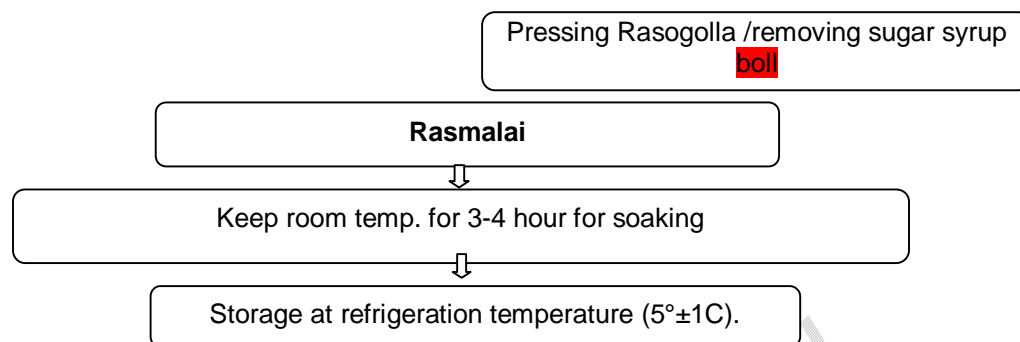 Pressing Rasogolla /removing sugar syrup
boll
Rasmalai
Keep room temp. for 3-4 hour for soaking
Storage at refrigeration temperature (5°±1C).